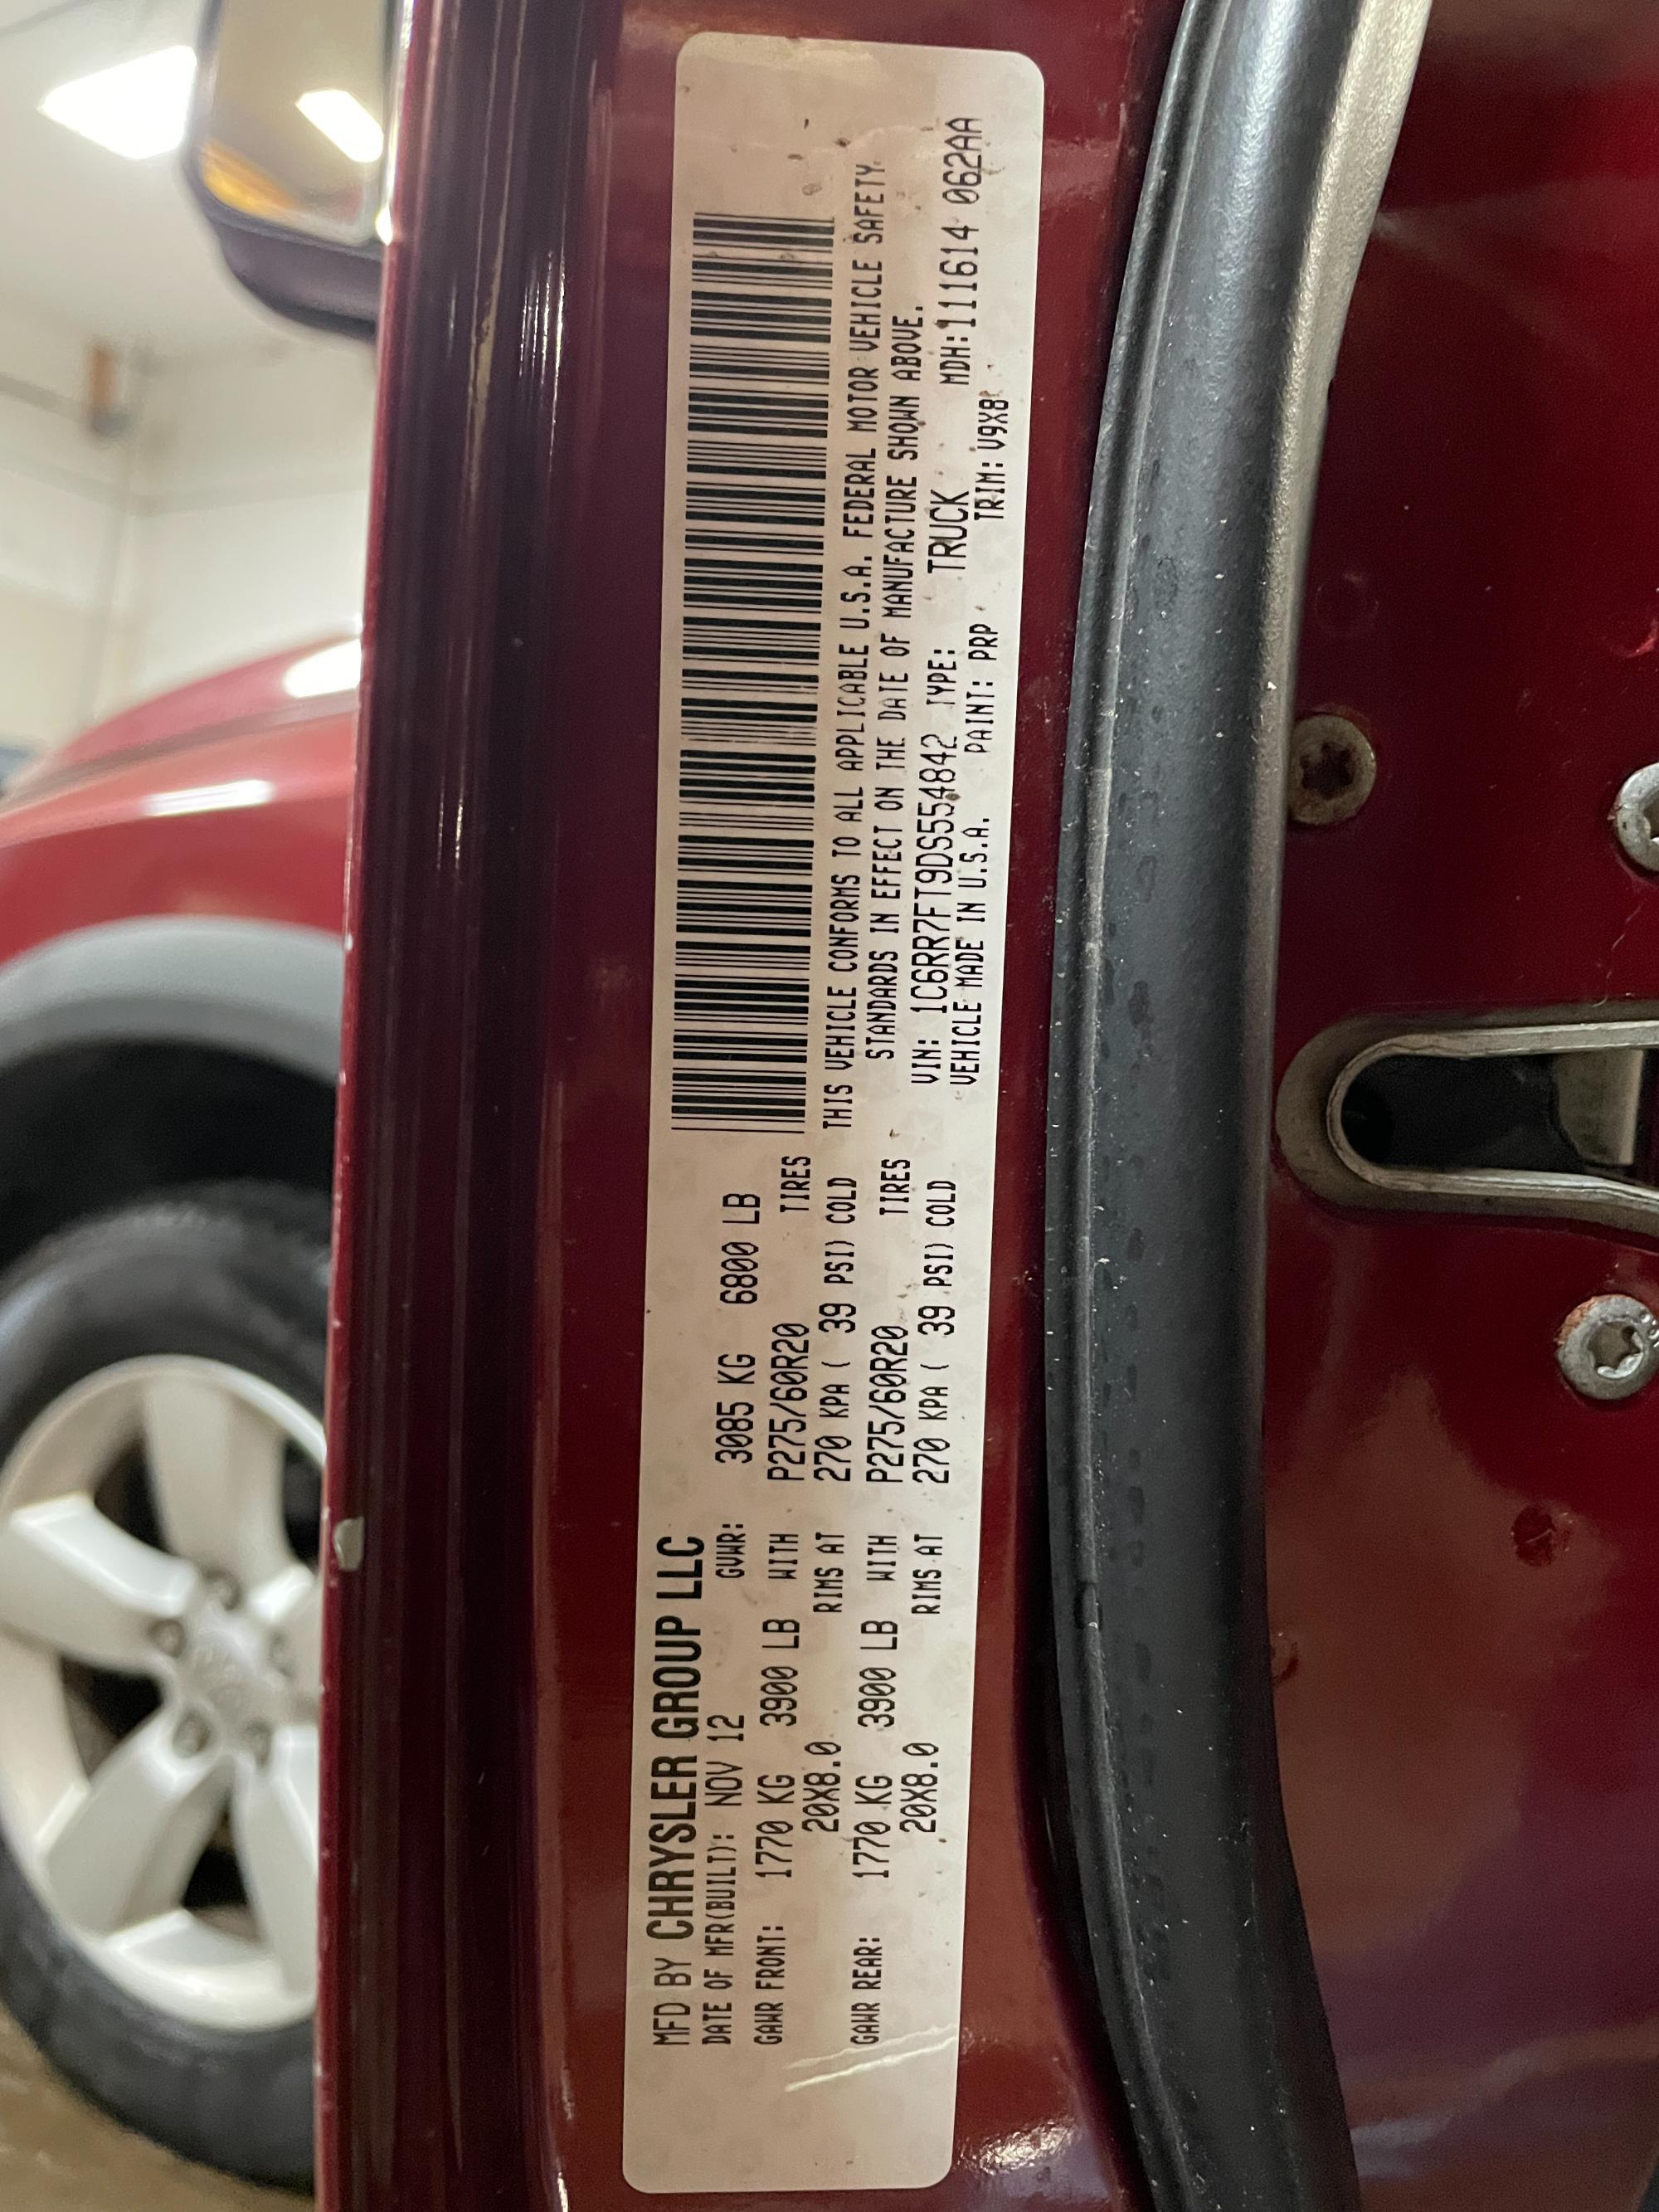 MFD BY CHRYSLER GROUP LLC
DATE OF MFR(BUILT): NOV 12 GVWR: 3085 KG 6800 LB
GAWR FRONT: 1770 KG 3900 LB WITH P275/60R20 TIRES
20X8.0 RIMS AT 270 KPA ( 39 PSI) COLD
GAWR REAR: 1770 KG 3900 LB WITH P275/60R20 TIRES
20X8.0 RIMS AT 270 KPA ( 39 PSI) COLD
THIS VEHICLE CONFORMS TO ALL APPLICABLE U.S.A. FEDERAL MOTOR VEHICLE SAFETY
STANDARDS IN EFFECT ON THE DATE OF MANUFACTURE SHOWN ABOVE.
VIN: 1C6RR7FT9DS554842 TYPE: TRUCK MDH:111614 062AA
VEHICLE MADE IN U.S.A. PAINT: PRP TRIM: V9X8